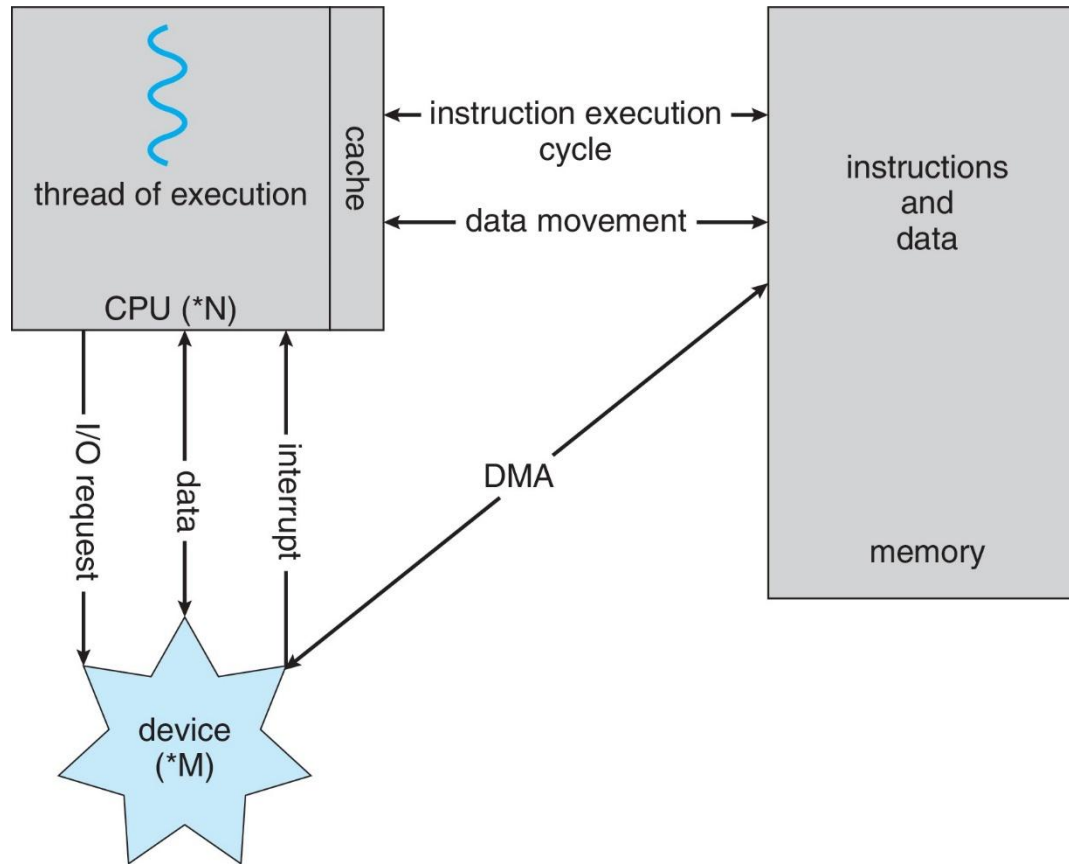 thread of execution
cache
CPU (*N)
instruction execution
cycle
data movement
instructions
and
data
memory
I/O request
data
interrupt
DMA
device
(*M)